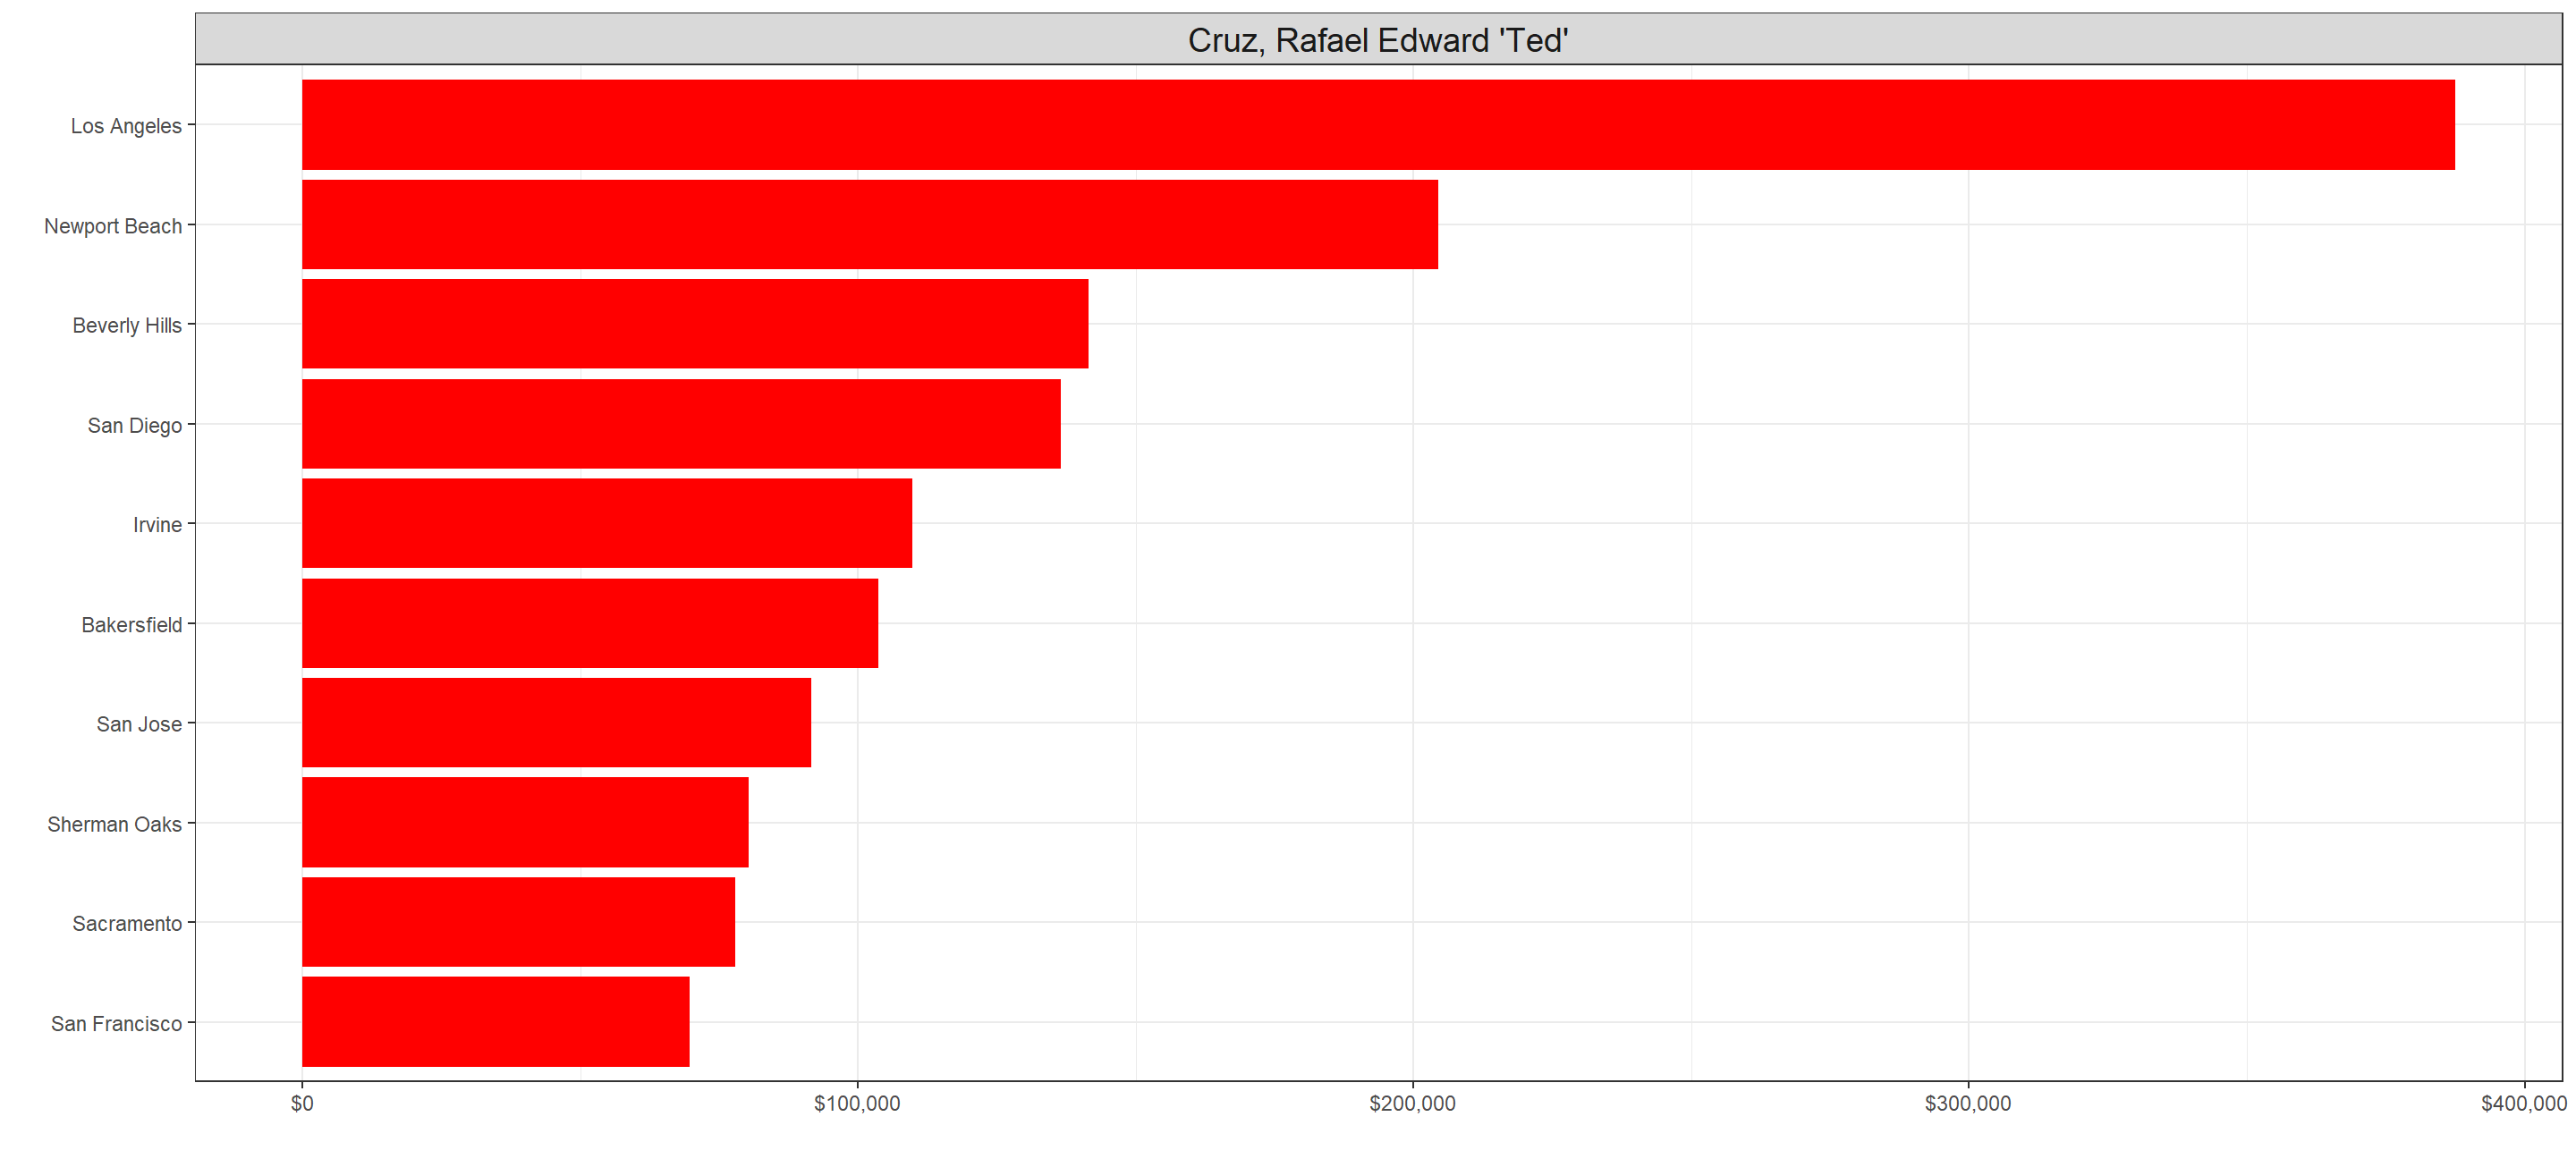 Cruz, Rafael Edward 'Ted'
Los Angeles
Newport Beach
Beverly Hills
San Diego
Irvine
Bakersfield
San Jose
Sherman Oaks
Sacramento
San Francisco
$0 $100,000 $200,000 $300,000 $400,000